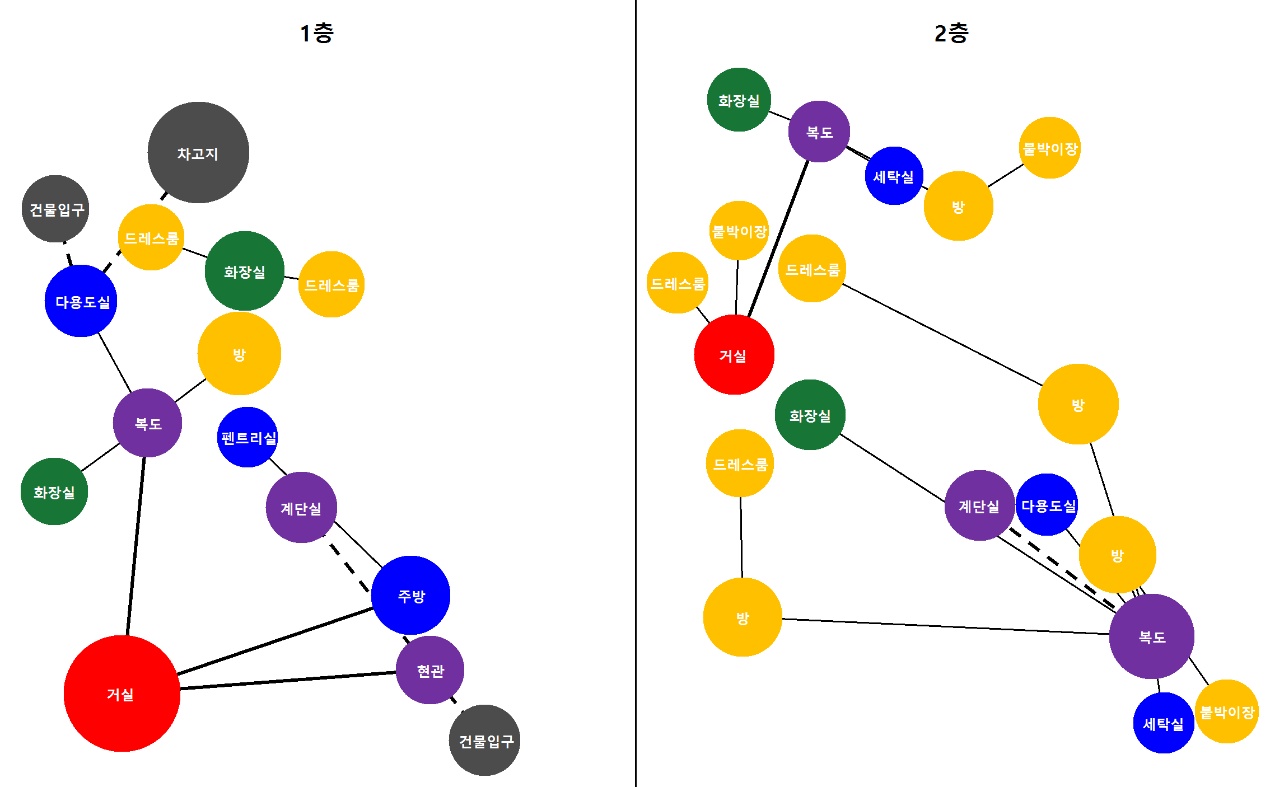 1층
차고지
건물입구
드레스룸
화장실
드레스룸
다용도실
방
복도
펜트리실
화장실
계단실
주방
현관
거실
건물입구
2층
화장실
복도
붙박이장
세탁실
방
붙박이장
드레스룸
드레스룸
거실
방
화장실
드레스룸
계단실
다용도실
방
방
복도
붙박이장
세탁실